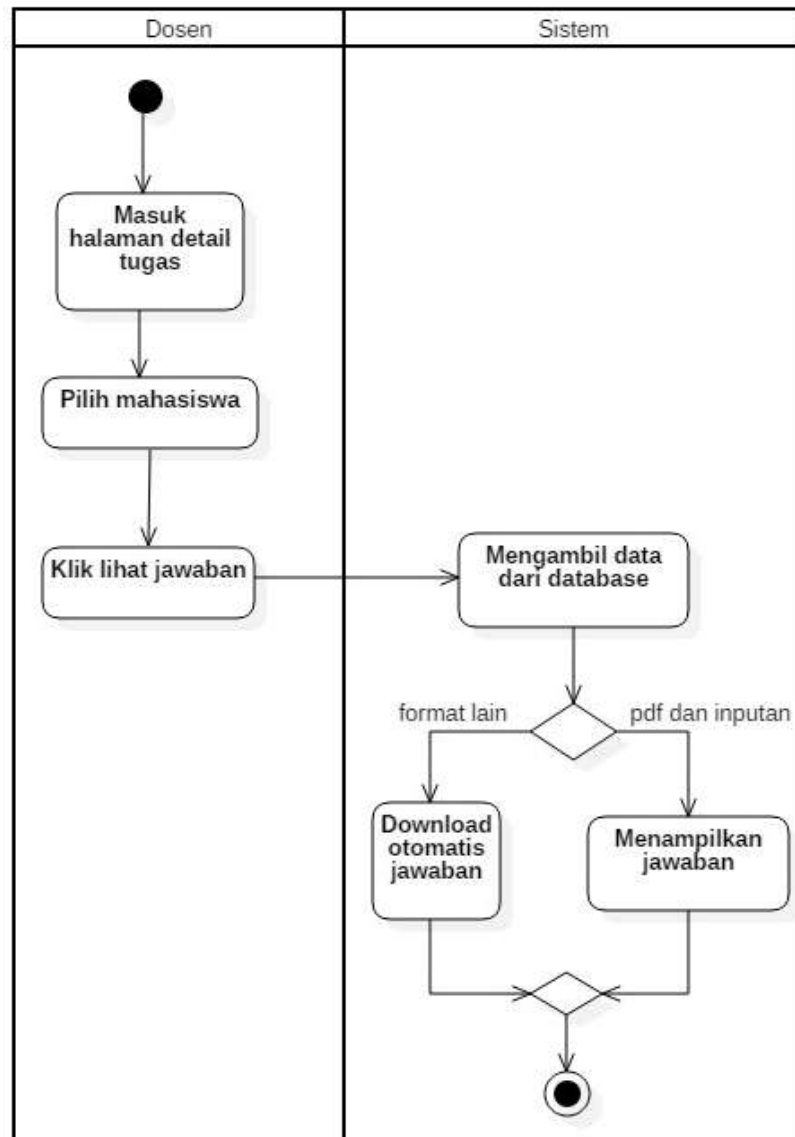 Dosen
Sistem
Masuk
halaman detail
tugas
Pilih mahasiswa
Klik lihat jawaban
Mengambil data
dari database
format lain
pdf dan inputan
Download
otomatis
jawaban
Menampilkan
jawaban